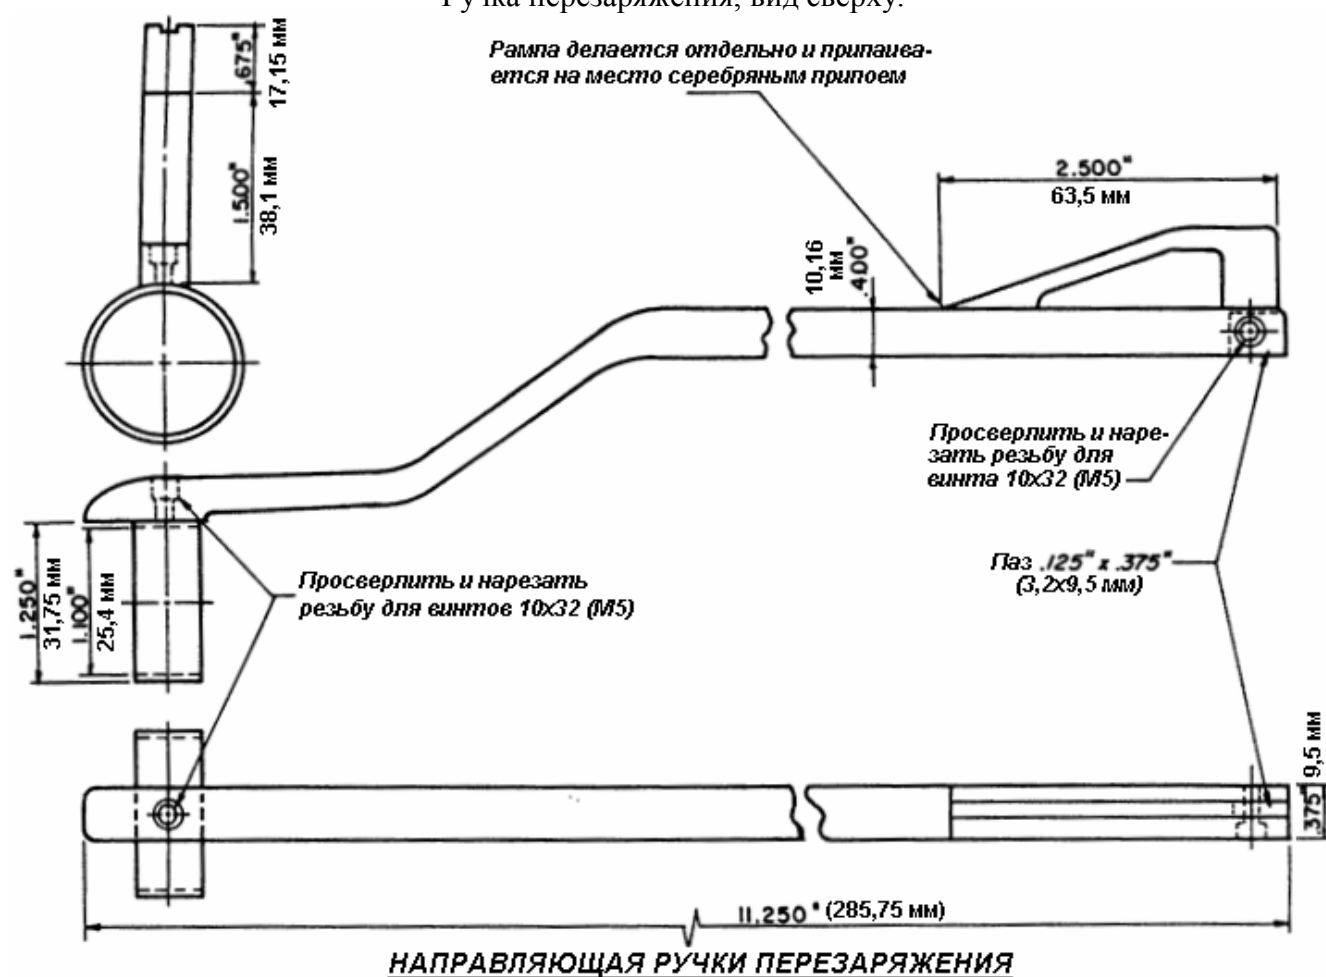 Ручка перезаряжения, вид сверху.
Рампа делается отдельно и припаива-
ется на место серебряным припоем
.675"
17,15 мм
1.500"
38,1 мм
2.500"
63,5 мм
10,16
мм
.400"
Просверлить и наре-
зать резьбу для
винта 10x32 (М5)
Паз .125" x .375"
(3,2x9,5 мм)
Просверлить и нарезать
резьбу для винтов 10x32 (М5)
1.250"
31,75 мм
1.100"
25,4 мм
.375"
9,5 мм
11.250" (285,75 мм)
НАПРАВЛЯЮЩАЯ РУЧКИ ПЕРЕЗАРЯЖЕНИЯ